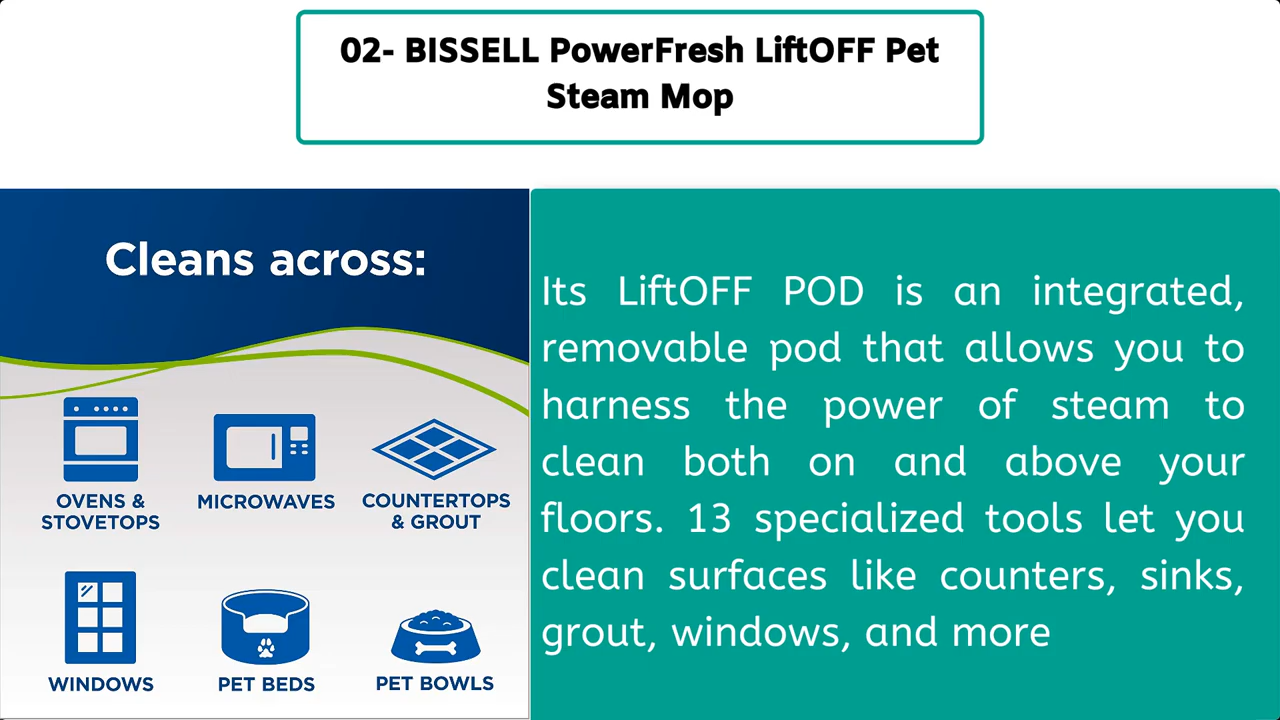 02- BISSELL PowerFresh LiftOFF Pet
Steam Mop
Cleans across:
OVENS &
STOVETOPS
MICROWAVES
COUNTERTOPS
& GROUT
WINDOWS
PET BEDS
PET BOWLS
Its LiftOFF POD is an integrated,
removable pod that allows you to
harness the power of steam to
clean both on and above your
floors. 13 specialized tools let you
clean surfaces like counters, sinks,
grout, windows, and more